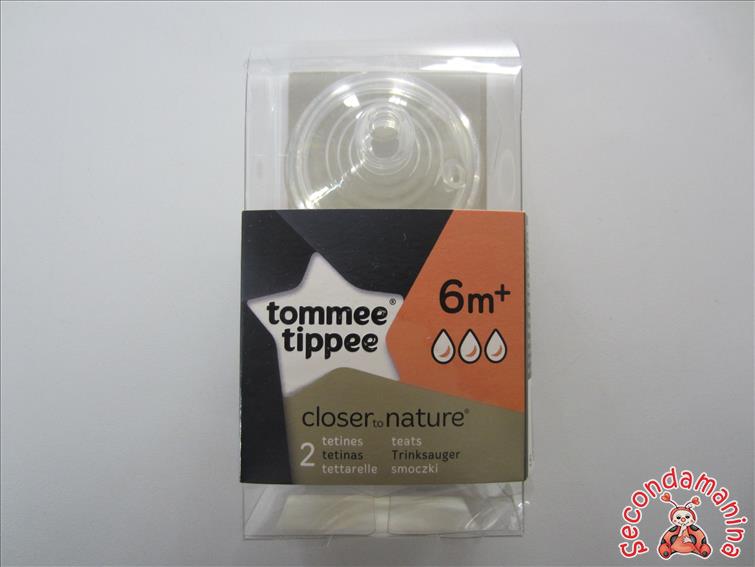 6m+
tommee®
tippee
closer to nature®
2 tetines teats
tetinas Trinksauger
tettarelle smoczki
secondamanina